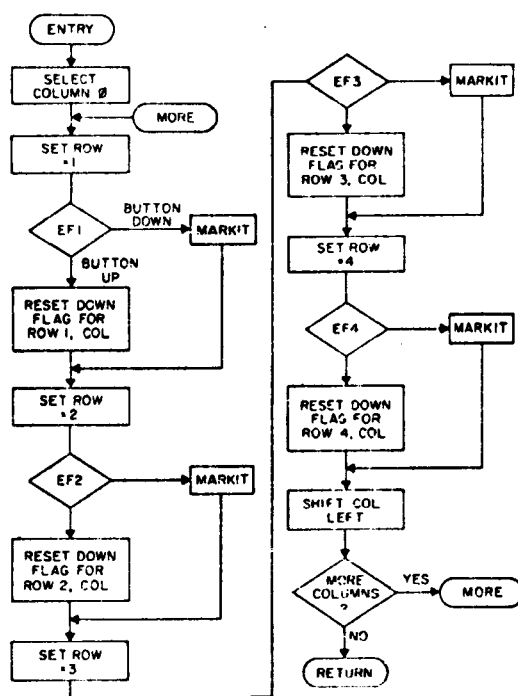 ENTRY
SELECT
COLUMN Ø
MORE
SET ROW
=1
EF1
BUTTON
DOWN
MARKIT
BUTTON
UP
RESET DOWN
FLAG FOR
ROW 1, COL
SET ROW
=2
EF2
MARKIT
RESET DOWN
FLAG FOR
ROW 2, COL
SET ROW
=3
EF3
MARKIT
RESET DOWN
FLAG FOR
ROW 3, COL
SET ROW
=4
EF4
MARKIT
RESET DOWN
FLAG FOR
ROW 4, COL
SHIFT COL
LEFT
MORE
COLUMNS
?
YES
MORE
NO
RETURN